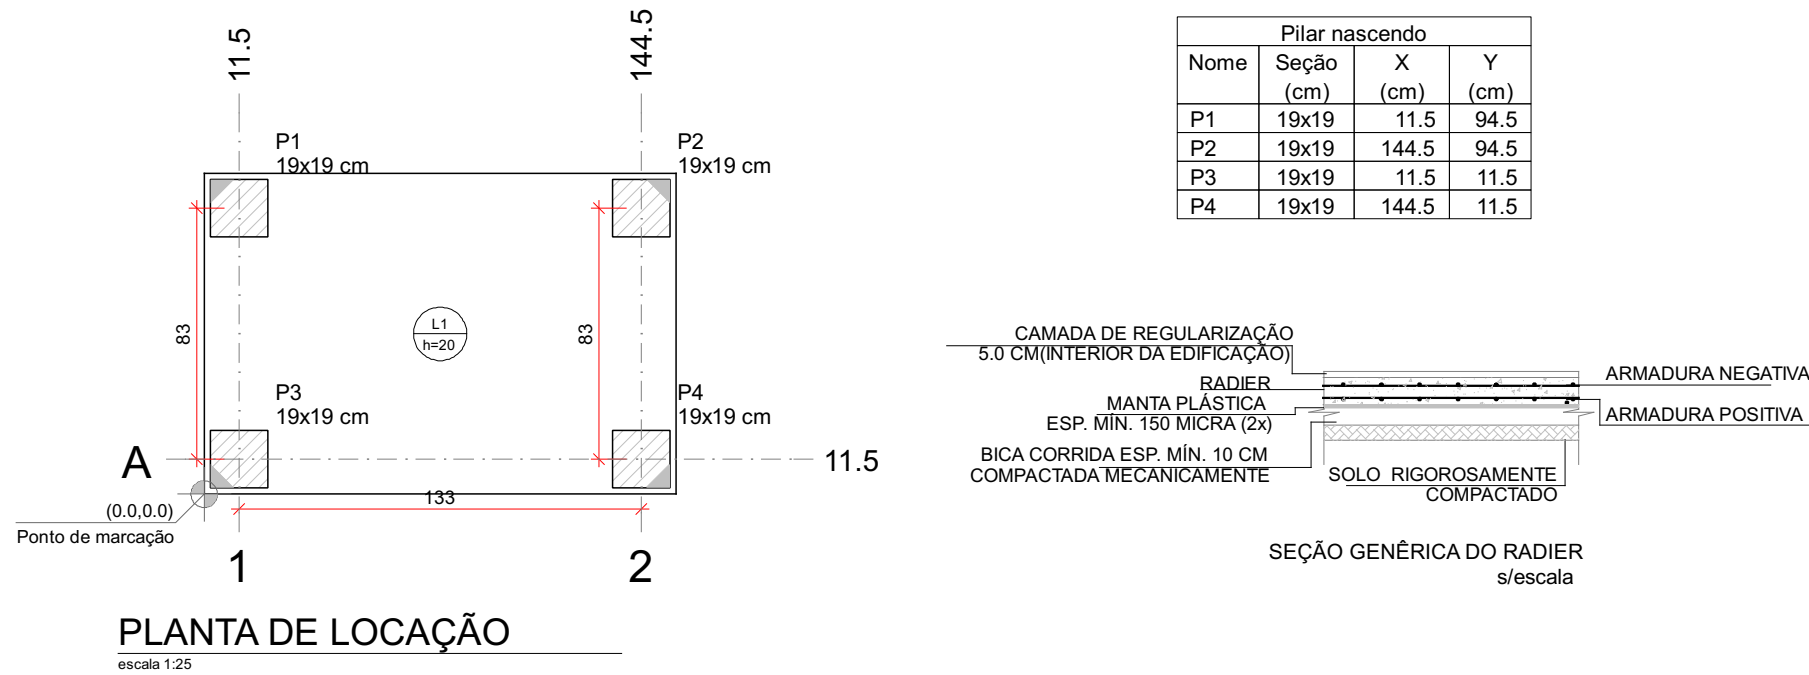 11.5
144.5
P1
19x19 cm
P2
19x19 cm
83
83
L1
h=20
P3
19x19 cm
P4
19x19 cm
A
11.5
133
(0.0,0.0)
Ponto de marcação
1
2
PLANTA DE LOCAÇÃO
escala 1:25
Pilar nascendo
Nome Seção X Y
(cm) (cm) (cm)
P1 19x19 11.5 94.5
P2 19x19 144.5 94.5
P3 19x19 11.5 11.5
P4 19x19 144.5 11.5
CAMADA DE REGULARIZAÇÃO
5.0 CM(INTERIOR DA EDIFICAÇÃO)
RADIER
MANTA PLÁSTICA
ESP. MÍN. 150 MICRA (2x)
BICA CORRIDA ESP. MÍN. 10 CM
COMPACTADA MECANICAMENTE
ARMADURA NEGATIVA
ARMADURA POSITIVA
SOLO RIGOROSAMENTE
COMPACTADO
SEÇÃO GENÊRICA DO RADIER
s/escala